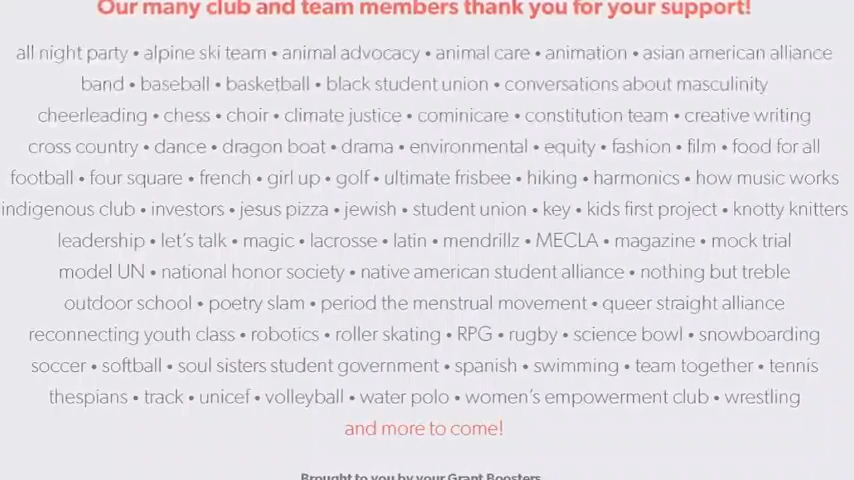 Our many club and team members thank you for your support!
all night party • alpine ski team • animal advocacy • animal care • animation • asian american alliance
band • baseball • basketball • black student union • conversations about masculinity
cheerleading • chess • choir • climate justice • cominicare • constitution team • creative writing
cross country • dance • dragon boat • drama • environmental • equity • fashion • film • food for all
football • four square • french • girl up • golf • ultimate frisbee • hiking • harmonics • how music works
indigenous club • investors • jesus pizza • jewish • student union • key • kids first project • knotty knitters
leadership • let's talk • magic • lacrosse • latin • mendrillz • MECLA • magazine • mock trial
model UN • national honor society • native american student alliance • nothing but treble
outdoor school • poetry slam • period the menstrual movement • queer straight alliance
reconnecting youth class • robotics • roller skating • RPG • rugby • science bowl • snowboarding
soccer • softball • soul sisters student government • spanish • swimming • team together • tennis
thespians • track • unicef • volleyball • water polo • women's empowerment club • wrestling
and more to come!
Brought to you by your Grant Boosters